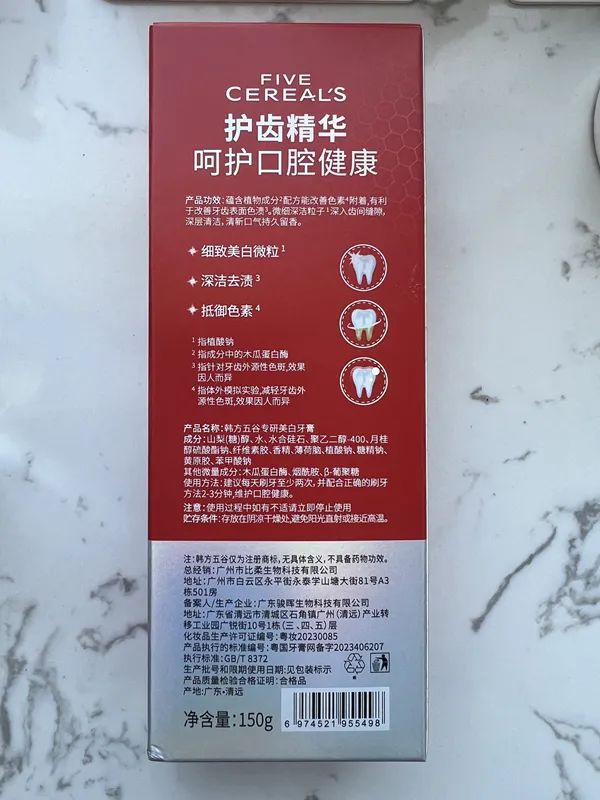 FIVE
CEREAL'S
护齿精华
呵护口腔健康
产品功效:蕴含植物成分²配方能改善色素⁴附着,有利
于改善牙齿表面色渍³。微细深洁粒子¹深入齿间缝隙,
深层清洁,清新口气持久留香。
细致美白微粒¹
深洁去渍³
抵御色素⁴
¹ 指植酸钠
² 指成分中的木瓜蛋白酶
³ 指针对牙齿外源性色斑,效果
因人而异
⁴ 指体外模拟实验,减轻牙齿外
源性色斑,效果因人而异
产品名称:韩方五谷专研美白牙膏
成分:山梨(糖)醇、水、水合硅石、聚乙二醇-400、月桂
醇硫酸酯钠、纤维素胶、香精、薄荷脑、植酸钠、糖精钠、
黄原胶、苯甲酸钠
其他微量成分:木瓜蛋白酶、烟酰胺、β-葡聚糖
使用方法:建议每天刷牙至少两次,并配合正确的刷牙
方法2-3分钟,维护口腔健康。
注意:使用过程中如有不适请立即停止使用
贮存条件:存放在阴凉干燥处,避免阳光直射或接近高温。
注:韩方五谷仅为注册商标,无具体含义,不具备药物功效。
总经销:广州市比柔生物科技有限公司
地址:广州市白云区永平街永泰学山塘大街81号A3
栋501房
备案人/生产企业:广东骏晖生物科技有限公司
地址:广东省清远市清城区石角镇广州(清远)产业转
移工业园广锐街10号1栋(三、四、五)层
化妆品生产许可证编号:粤妆20230085
产品执行的标准编号:粤国牙膏网备字2023406207
执行标准:GB/T 8372
生产批号和限期使用日期:见包装标示
产品质量检验合格证明:合格品
产地:广东·清远
净含量:150g
6 974521 955498